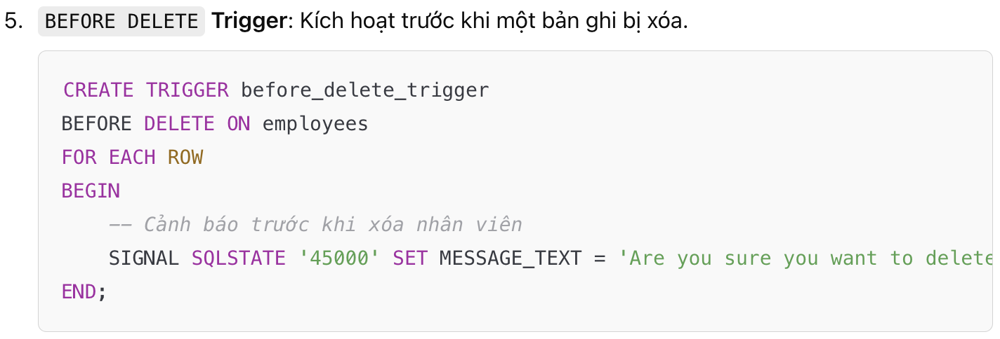 5. BEFORE DELETE Trigger: Kích hoạt trước khi một bản ghi bị xóa.
CREATE TRIGGER before_delete_trigger
BEFORE DELETE ON employees
FOR EACH ROW
BEGIN
    -- Cảnh báo trước khi xóa nhân viên
    SIGNAL SQLSTATE '45000' SET MESSAGE_TEXT = 'Are you sure you want to delete
END;